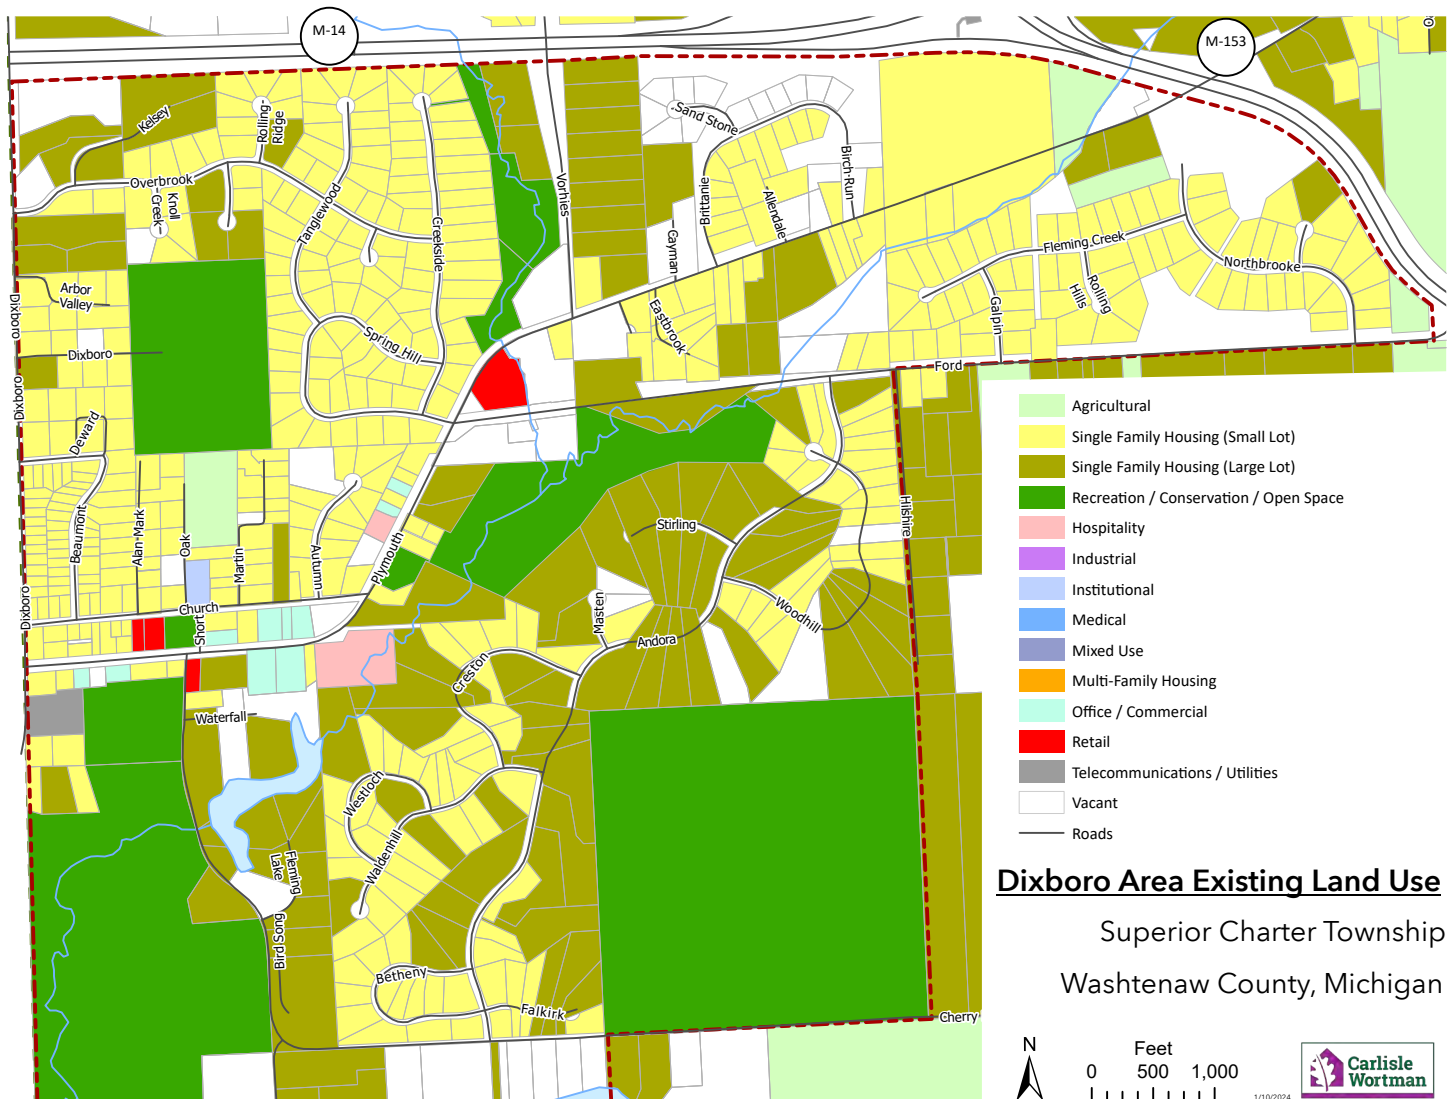 M-14
M-153
O
Kelsey
Rolling
Ridge
Sand Stone
Overbrook
Knoll
Creek
Tanglewood
Creekside
Vorhies
Brittanie
Cayman
Allendale
Birch Run
Fleming Creek
Northbrooke
Arbor
Valley
Dixboro
Dixboro
Spring Hill
Eastbrook
Galpin
Rolling
Hills
Ford
Dixboro
Deward
Beaumont
Alan-Mark
Oak
Martin
Autumn
Plymouth
Stirling
Hilshire
Dixboro
Church
Short
Masten
Andora
Woodhill
Creston
Waterfall
Westloch
Waldenhill
Fleming
Lake
Bird Song
Betheny
Falkirk
Cherry
Agricultural
Single Family Housing (Small Lot)
Single Family Housing (Large Lot)
Recreation / Conservation / Open Space
Hospitality
Industrial
Institutional
Medical
Mixed Use
Multi-Family Housing
Office / Commercial
Retail
Telecommunications / Utilities
Vacant
Roads
Dixboro Area Existing Land Use
Superior Charter Township
Washtenaw County, Michigan
N
Feet
0 500 1,000
1/10/2024
Carlisle
Wortman